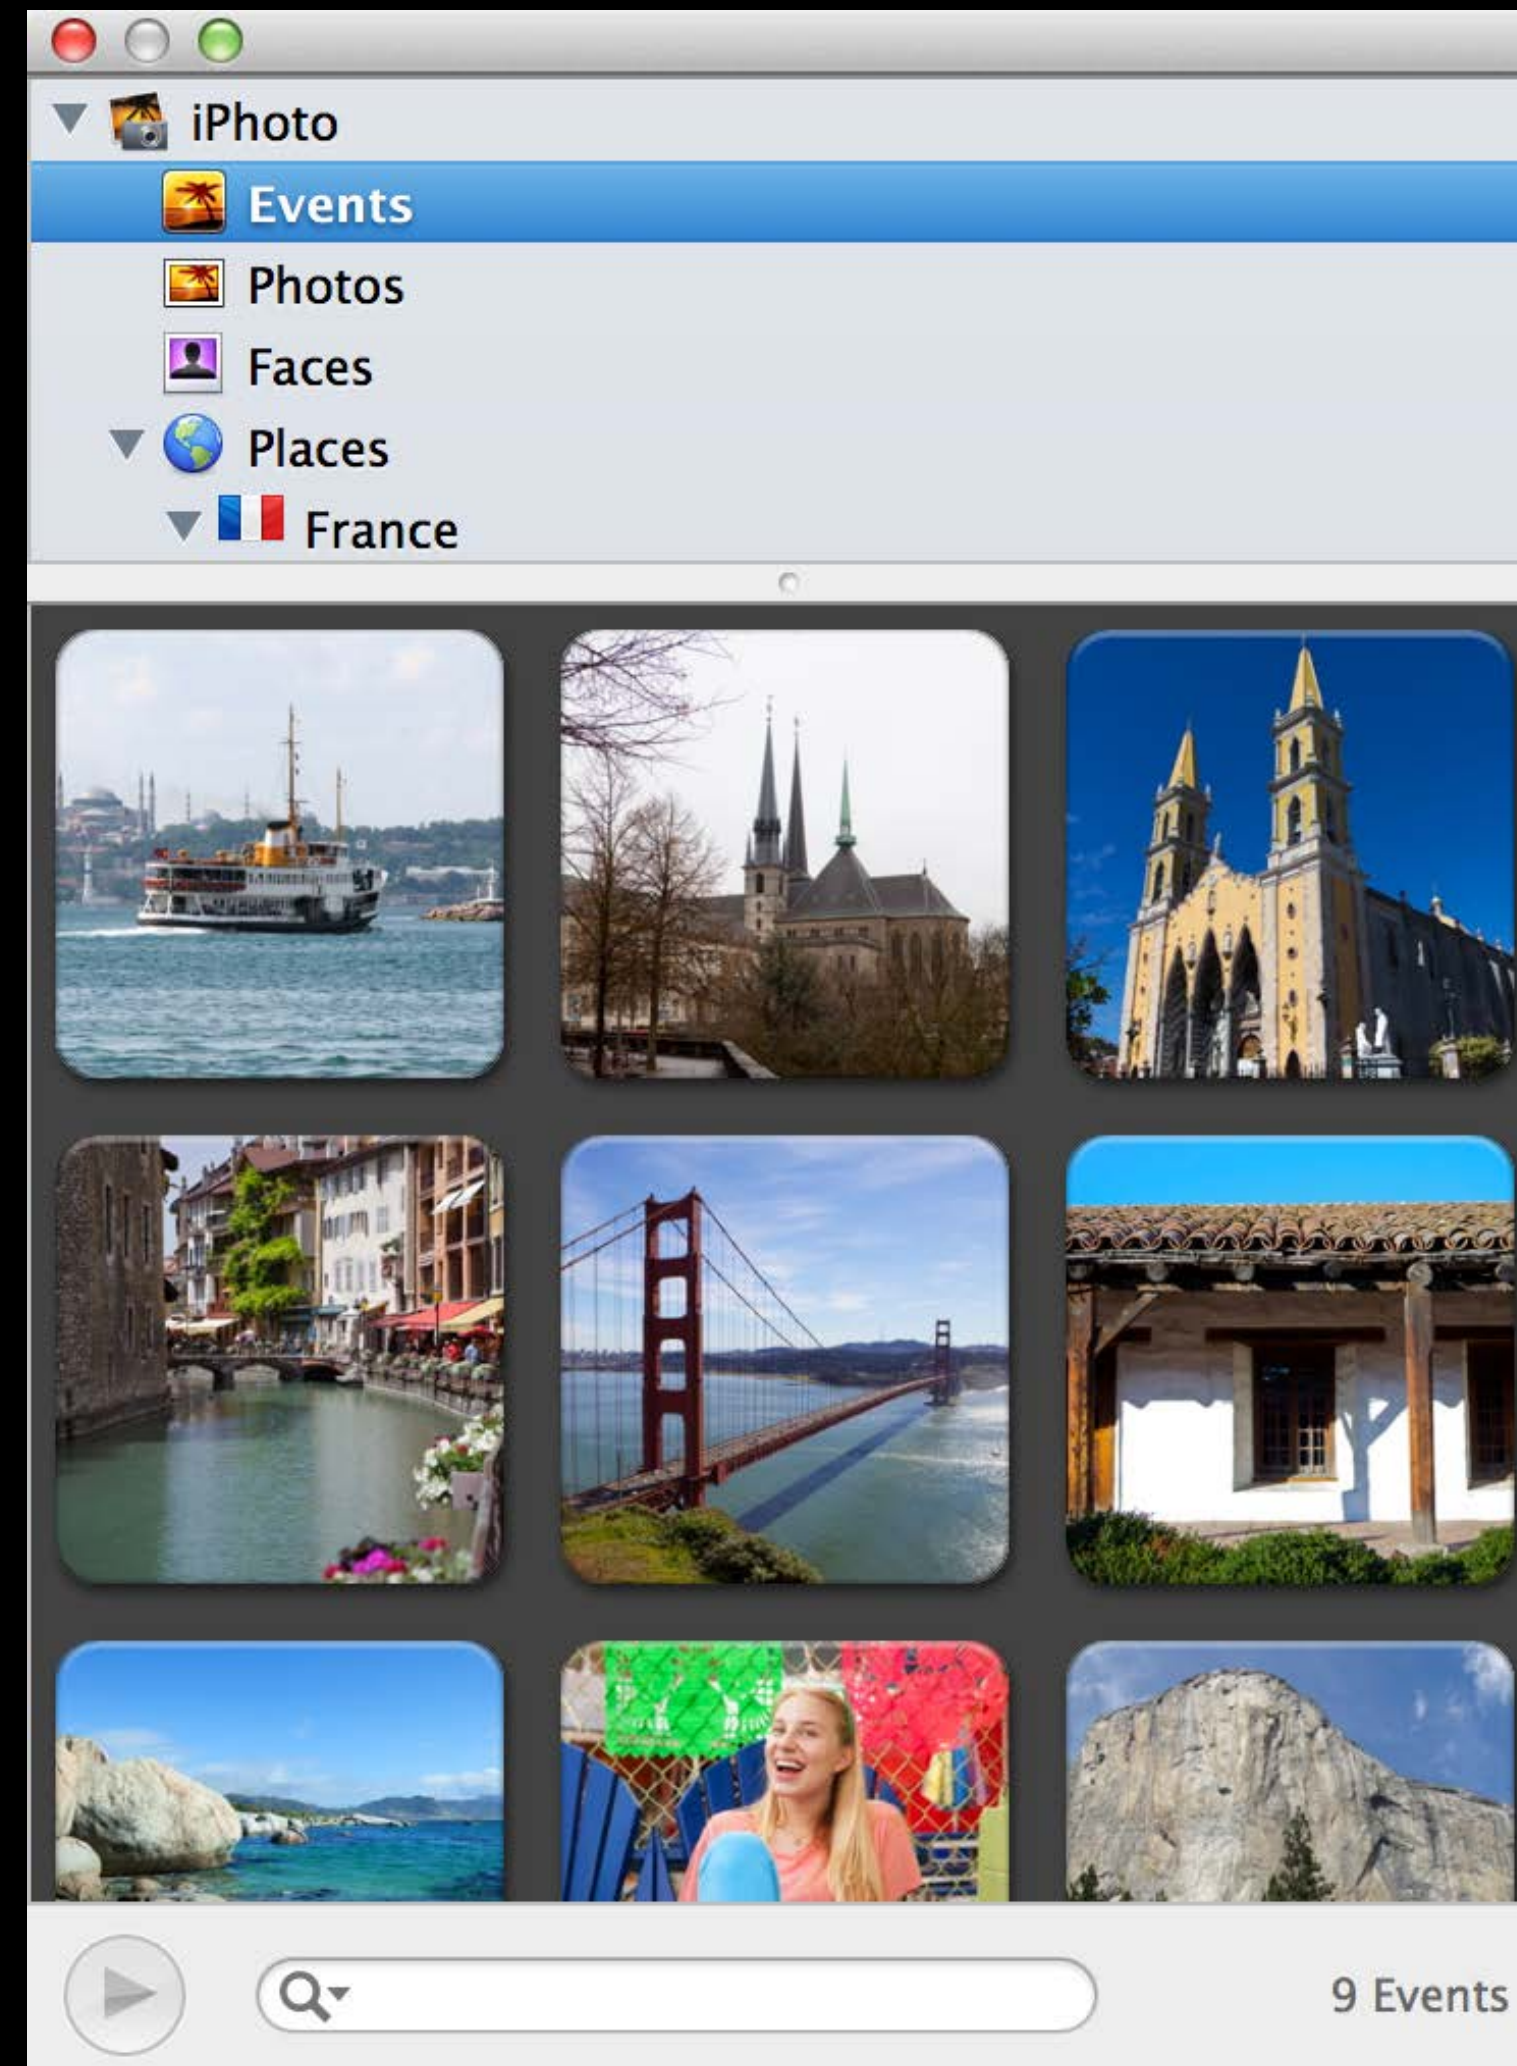 iPhoto
Events
Photos
Faces
Places
France
9 Events